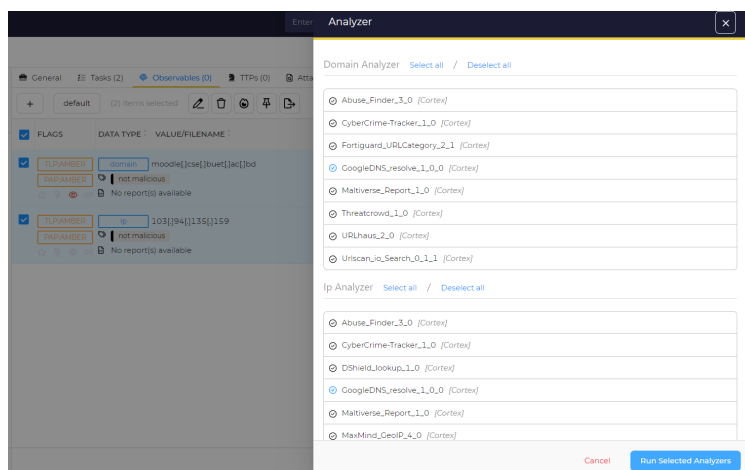 Enter
Analyzer
Domain Analyzer Select all / Deselect all
General Tasks (2) Observables (0) TTPs (0) Atta
+ default (2) items selected
FLAGS DATA TYPE VALUE/FILENAME
TLP:AMBER domain moodle[.]cse[.]buet[.]ac[.]bd
PAP:AMBER not malicious
No report(s) available
TLP:AMBER ip 103[.]94[.]135[.]159
PAP:AMBER not malicious
No report(s) available
Abuse_Finder_3_0 [Cortex]
CyberCrime-Tracker_1_0 [Cortex]
Fortiguard_URLCategory_2_1 [Cortex]
GoogleDNS_resolve_1_0_0 [Cortex]
Maltiverse_Report_1_0 [Cortex]
Threatcrowd_1_0 [Cortex]
URLhaus_2_0 [Cortex]
Urlscan_io_Search_0_1_1 [Cortex]
Ip Analyzer Select all / Deselect all
Abuse_Finder_3_0 [Cortex]
CyberCrime-Tracker_1_0 [Cortex]
DShield_lookup_1_0 [Cortex]
GoogleDNS_resolve_1_0_0 [Cortex]
Maltiverse_Report_1_0 [Cortex]
MaxMind_GeoIP_4_0 [Cortex]
Cancel Run Selected Analyzers